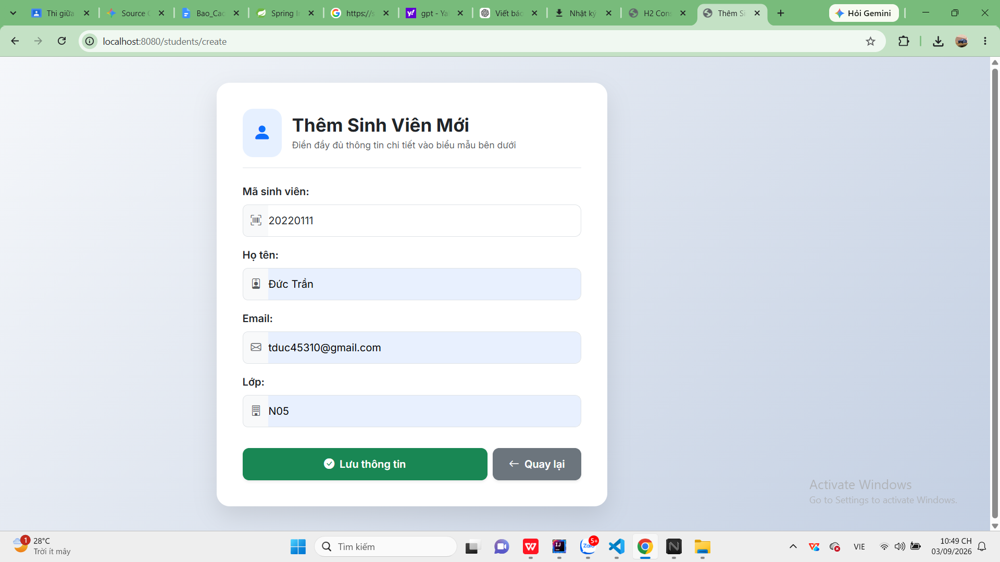 Thi giữa
Source
Bao_Cao
Spring In
https://s
gpt - Yah
Viết báo
Nhật ký
H2 Cons
Thêm Si
Hỏi Gemini
localhost:8080/students/create
Thêm Sinh Viên Mới
Điền đầy đủ thông tin chi tiết vào biểu mẫu bên dưới
Mã sinh viên:
20220111
Họ tên:
Đức Trần
Email:
tduc45310@gmail.com
Lớp:
N05
Lưu thông tin
Quay lại
Activate Windows
Go to Settings to activate Windows.
1
28°C
Trời ít mây
Tìm kiếm
5+
Zalo
VIE
10:49 CH
03/09/2026